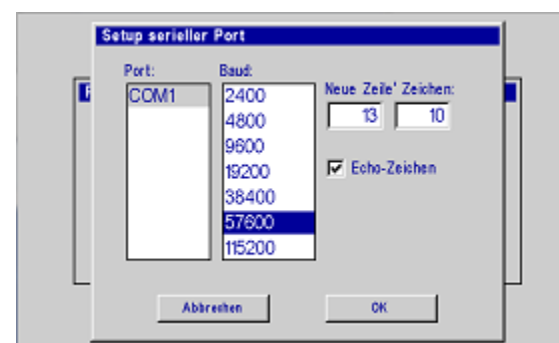 Setup serieller Port
Port:
COM1
Baud:
2400
4800
9600
19200
38400
57600
115200
Neue Zeile' Zeichen:
13 10
Echo-Zeichen
Abbrechen OK